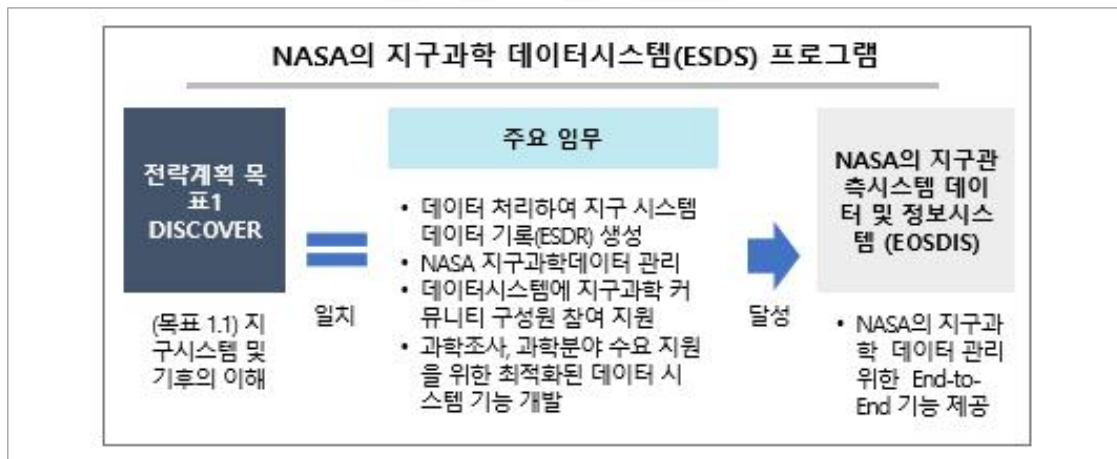 NASA의 지구과학 데이터시스템(ESDS) 프로그램
전략계획 목
표1
DISCOVER
(목표 1.1) 지
구시스템 및
기후의 이해
일치
주요 임무
• 데이터 처리하여 지구 시스템
데이터 기록(ESDR) 생성
• NASA 지구과학데이터 관리
• 데이터시스템에 지구과학 커
뮤니티 구성원 참여 지원
• 과학조사, 과학분야 수요 지원
을 위한 최적화된 데이터 시
스템 기능 개발
달성
NASA의 지구관
측시스템 데이
터 및 정보시스
템 (EOSDIS)
• NASA의 지구과
학 데이터 관리
위한 End-to-
End 기능 제공